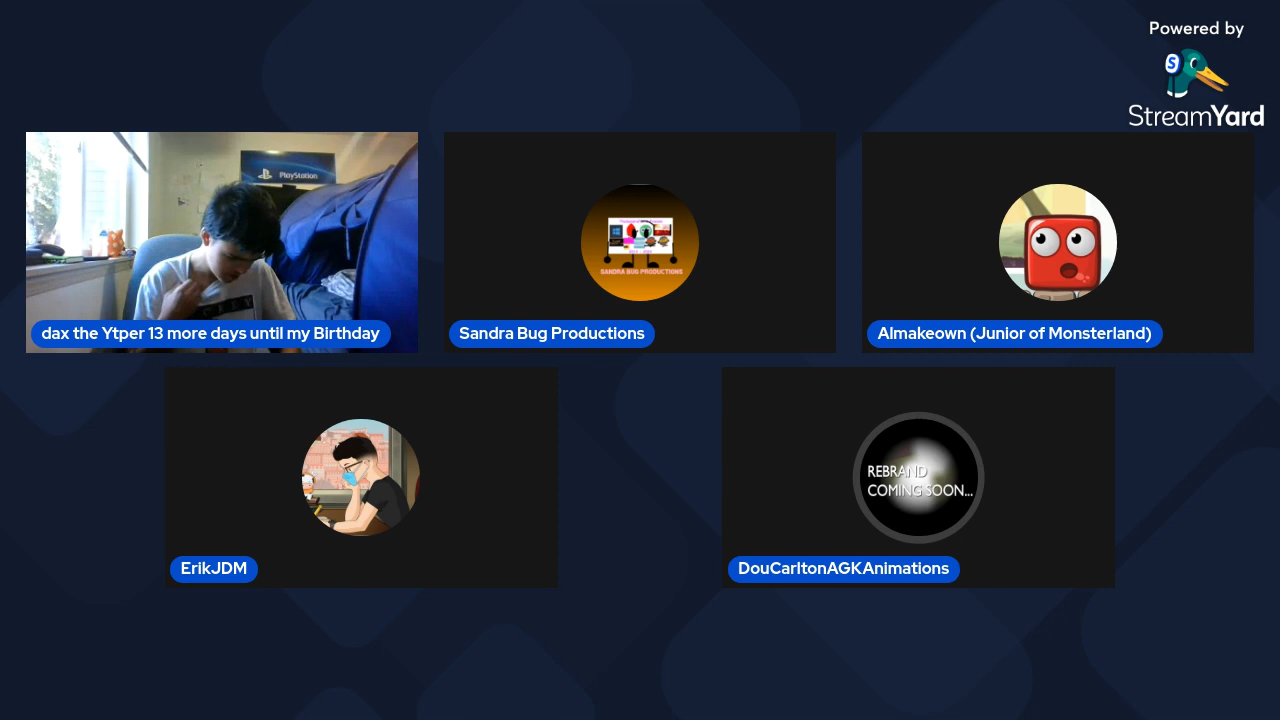 Powered by
StreamYard
PlayStation
dax the Ytper 13 more days until my Birthday
SANDRA BUG PRODUCTIONS
Sandra Bug Productions
Almakeown (Junior of Monsterland)
ErikJDM
REBRAND
COMING SOON...
DouCarltonAGKAnimations